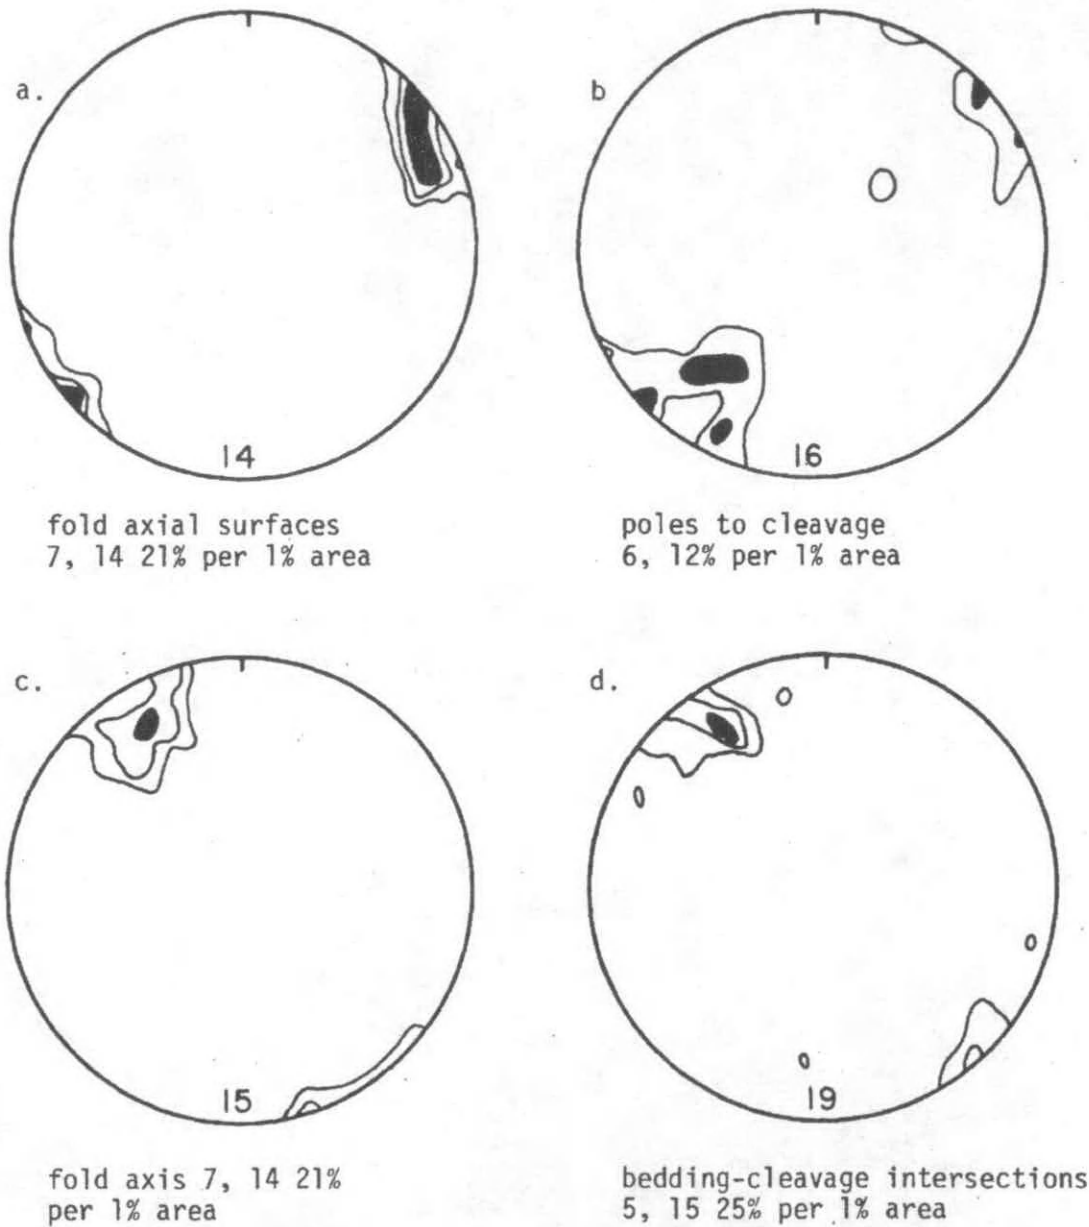 a.
14
fold axial surfaces
7, 14 21% per 1% area
b
16
poles to cleavage
6, 12% per 1% area
c.
15
fold axis 7, 14 21%
per 1% area
d.
19
bedding-cleavage intersections
5, 15 25% per 1% area